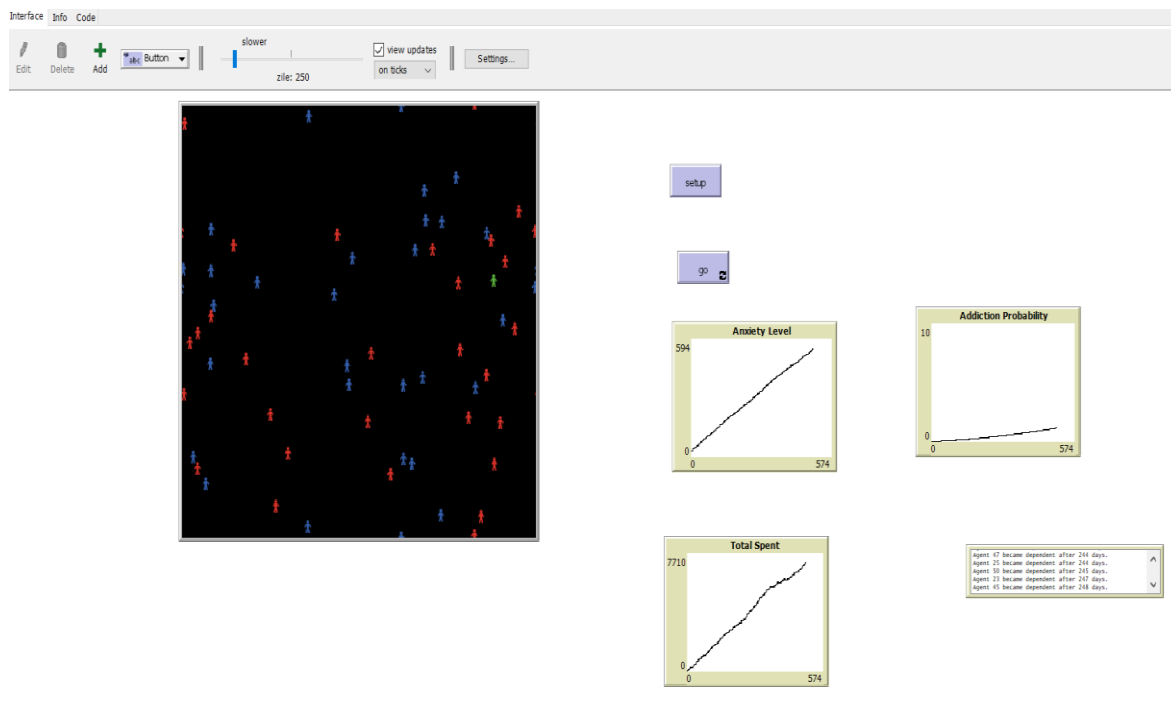 Interface Info Code
Edit Delete Add abc Button slower view updates Settings...
zile: 250 on ticks
setup
go
Addiction Probability
10
0
0 574
Anxiety Level
594
0
0 574
Total Spent
7710
0
0 574
Agent 47 became dependent after 244 days.
Agent 25 became dependent after 244 days.
Agent 50 became dependent after 245 days.
Agent 23 became dependent after 247 days.
Agent 45 became dependent after 248 days.